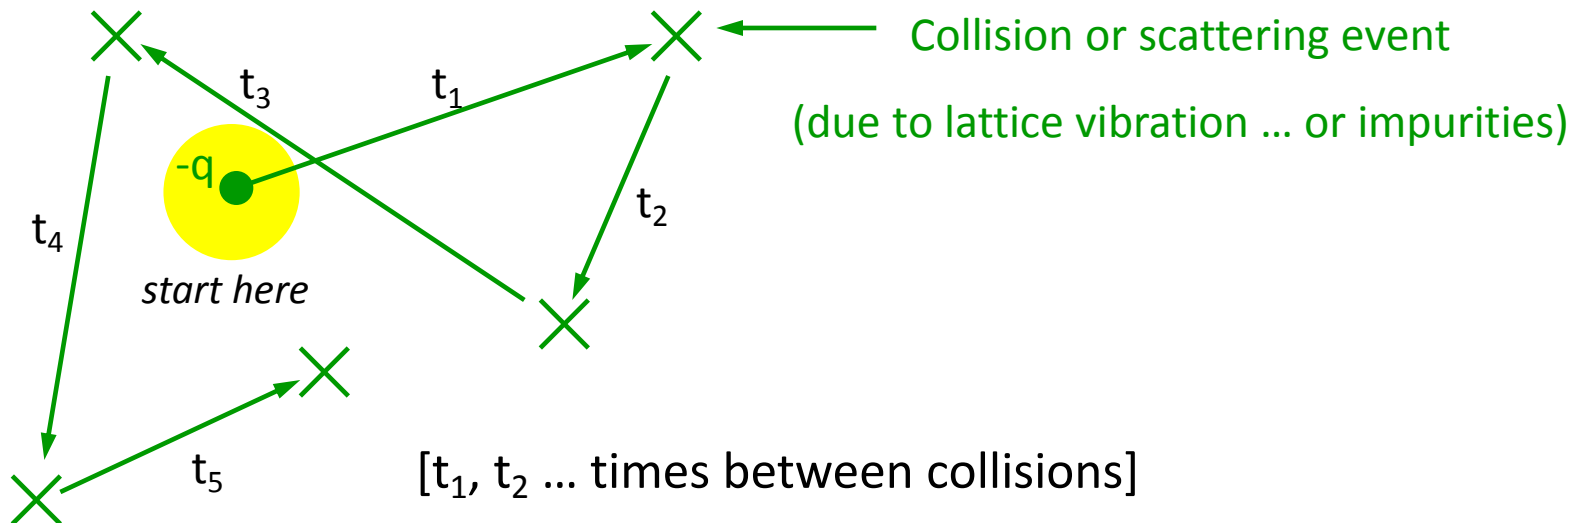 Collision or scattering event
(due to lattice vibration … or impurities)
t₃
t₁
-q
t₂
t₄
start here
t₅
[t₁, t₂ … times between collisions]